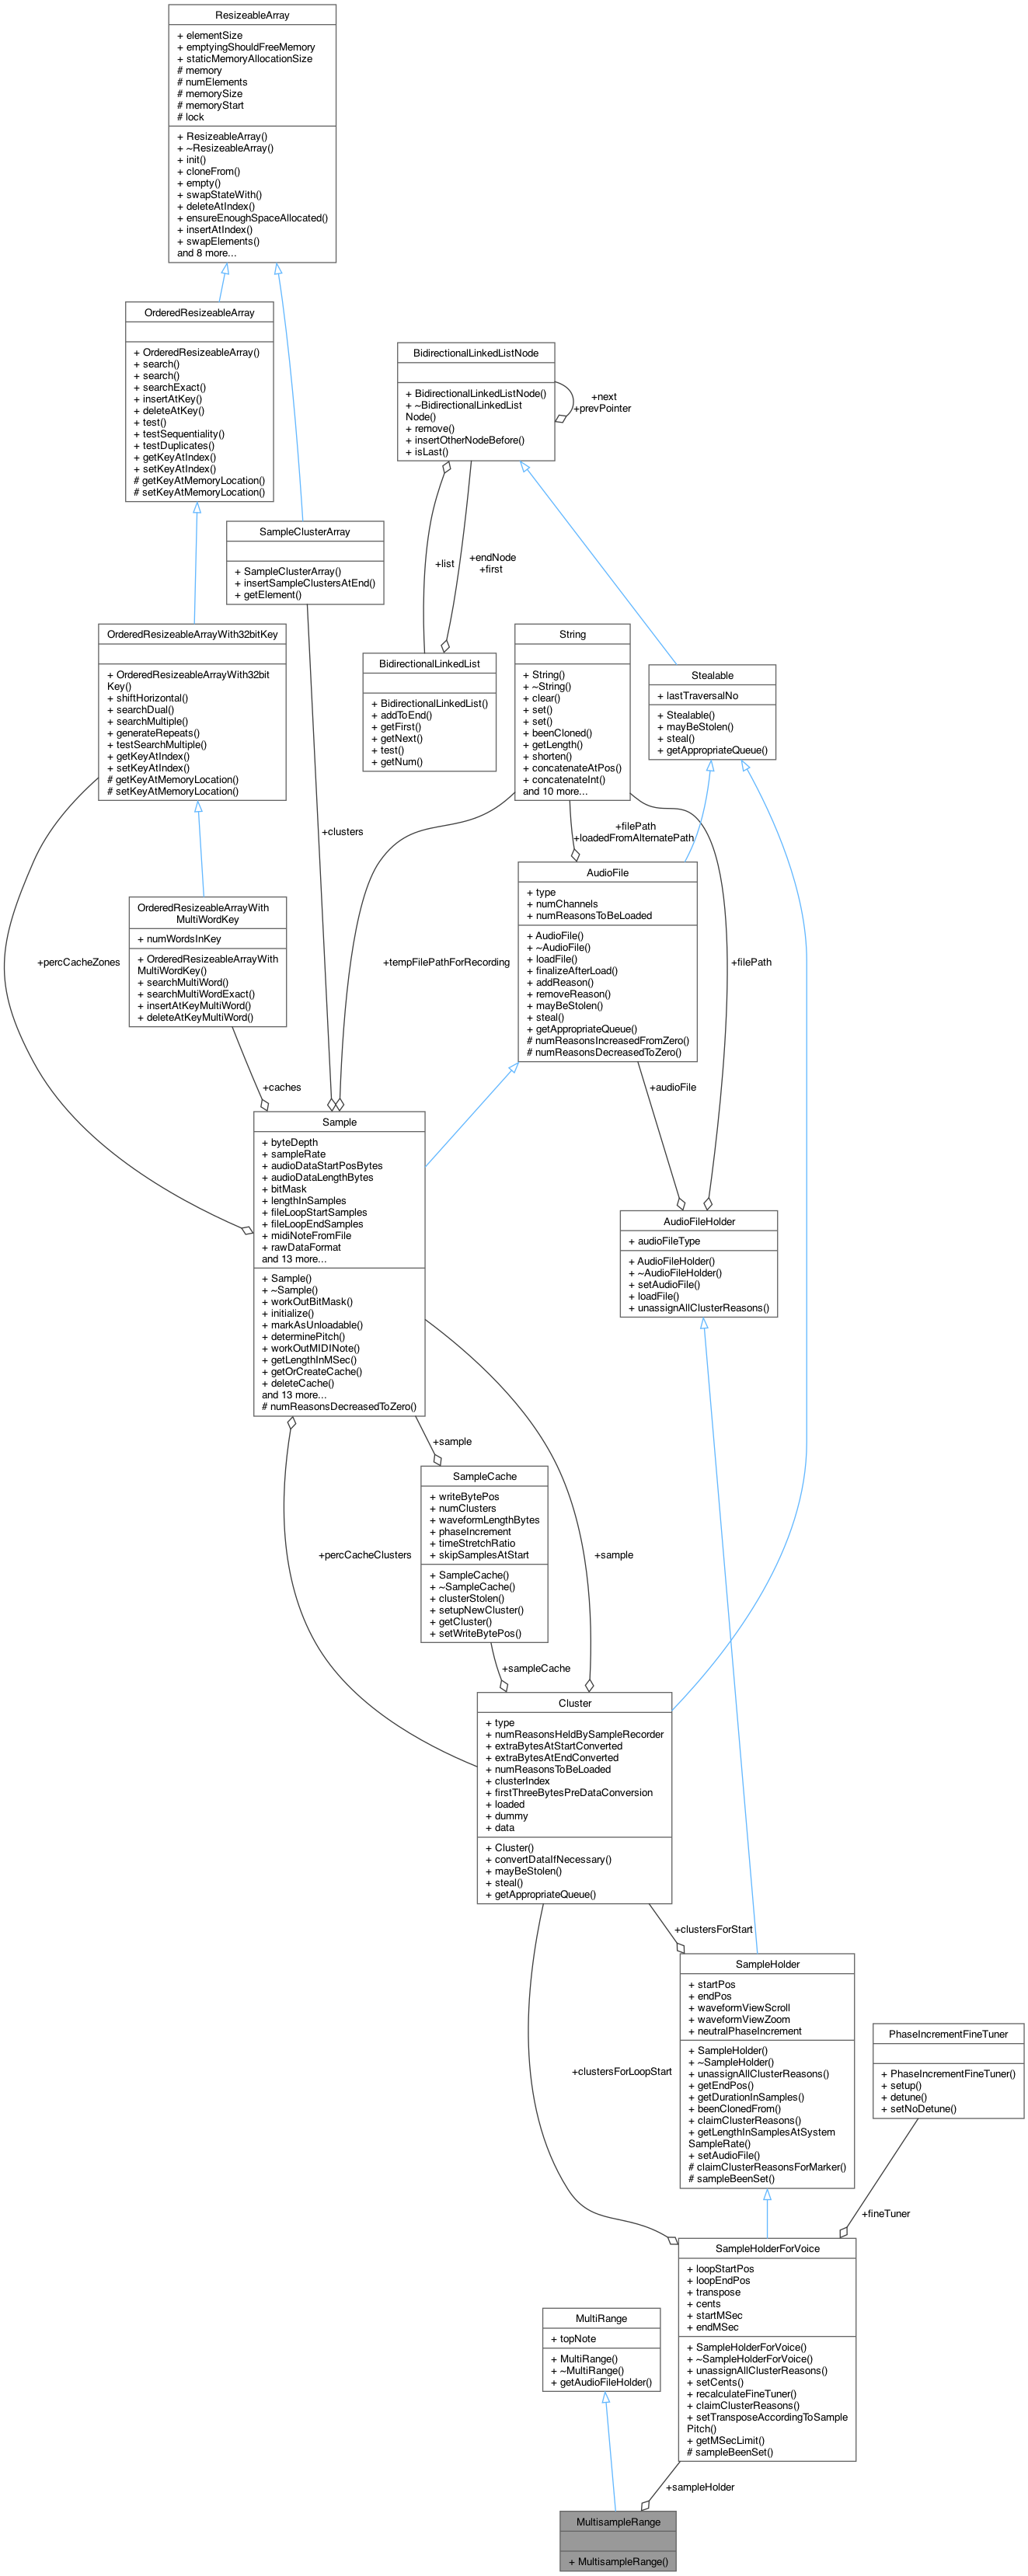 ResizeableArray
+ elementSize
+ emptyingShouldFreeMemory
+ staticMemoryAllocationSize
# memory
# numElements
# memorySize
# memoryStart
# lock
+ ResizeableArray()
+ ~ResizeableArray()
+ init()
+ cloneFrom()
+ empty()
+ swapStateWith()
+ deleteAtIndex()
+ ensureEnoughSpaceAllocated()
+ insertAtIndex()
+ swapElements()
and 8 more...
OrderedResizeableArray
+ OrderedResizeableArray()
+ search()
+ search()
+ searchExact()
+ insertAtKey()
+ deleteAtKey()
+ test()
+ testSequentiality()
+ testDuplicates()
+ getKeyAtIndex()
+ setKeyAtIndex()
# getKeyAtMemoryLocation()
# setKeyAtMemoryLocation()
BidirectionalLinkedListNode
+ BidirectionalLinkedListNode()
+ ~BidirectionalLinkedList
Node()
+ remove()
+ insertOtherNodeBefore()
+ isLast()
+next
+prevPointer
SampleClusterArray
+ SampleClusterArray()
+ insertSampleClustersAtEnd()
+ getElement()
+list
+endNode
+first
OrderedResizeableArrayWith32bitKey
+ OrderedResizeableArrayWith32bit
Key()
+ shiftHorizontal()
+ searchDual()
+ searchMultiple()
+ generateRepeats()
+ testSearchMultiple()
+ getKeyAtIndex()
+ setKeyAtIndex()
# getKeyAtMemoryLocation()
# setKeyAtMemoryLocation()
BidirectionalLinkedList
+ BidirectionalLinkedList()
+ addToEnd()
+ getFirst()
+ getNext()
+ test()
+ getNum()
String
+ String()
+ ~String()
+ clear()
+ set()
+ set()
+ beenCloned()
+ getLength()
+ shorten()
+ concatenateAtPos()
+ concatenateInt()
and 10 more...
Stealable
+ lastTraversalNo
+ Stealable()
+ mayBeStolen()
+ steal()
+ getAppropriateQueue()
+clusters
+filePath
+loadedFromAlternatePath
OrderedResizeableArrayWith
MultiWordKey
+ numWordsInKey
+ OrderedResizeableArrayWith
MultiWordKey()
+ searchMultiWord()
+ searchMultiWordExact()
+ insertAtKeyMultiWord()
+ deleteAtKeyMultiWord()
AudioFile
+ type
+ numChannels
+ numReasonsToBeLoaded
+ AudioFile()
+ ~AudioFile()
+ loadFile()
+ finalizeAfterLoad()
+ addReason()
+ removeReason()
+ mayBeStolen()
+ steal()
+ getAppropriateQueue()
# numReasonsIncreasedFromZero()
# numReasonsDecreasedToZero()
+percCacheZones
+tempFilePathForRecording
+filePath
+caches
+audioFile
Sample
+ byteDepth
+ sampleRate
+ audioDataStartPosBytes
+ audioDataLengthBytes
+ bitMask
+ lengthInSamples
+ fileLoopStartSamples
+ fileLoopEndSamples
+ midiNoteFromFile
+ rawDataFormat
and 13 more...
+ Sample()
+ ~Sample()
+ workOutBitMask()
+ initialize()
+ markAsUnloadable()
+ determinePitch()
+ workOutMIDINote()
+ getLengthInMSec()
+ getOrCreateCache()
+ deleteCache()
and 13 more...
# numReasonsDecreasedToZero()
AudioFileHolder
+ audioFileType
+ AudioFileHolder()
+ ~AudioFileHolder()
+ setAudioFile()
+ loadFile()
+ unassignAllClusterReasons()
+sample
SampleCache
+ writeBytePos
+ numClusters
+ waveformLengthBytes
+ phaseIncrement
+ timeStretchRatio
+ skipSamplesAtStart
+ SampleCache()
+ ~SampleCache()
+ clusterStolen()
+ setupNewCluster()
+ getCluster()
+ setWriteBytePos()
+percCacheClusters
+sample
+sampleCache
Cluster
+ type
+ numReasonsHeldBySampleRecorder
+ extraBytesAtStartConverted
+ extraBytesAtEndConverted
+ numReasonsToBeLoaded
+ clusterIndex
+ firstThreeBytesPreDataConversion
+ loaded
+ dummy
+ data
+ Cluster()
+ convertDataIfNecessary()
+ mayBeStolen()
+ steal()
+ getAppropriateQueue()
+clustersForStart
SampleHolder
+ startPos
+ endPos
+ waveformViewScroll
+ waveformViewZoom
+ neutralPhaseIncrement
+ SampleHolder()
+ ~SampleHolder()
+ unassignAllClusterReasons()
+ getEndPos()
+ getDurationInSamples()
+ beenClonedFrom()
+ claimClusterReasons()
+ getLengthInSamplesAtSystem
SampleRate()
+ setAudioFile()
# claimClusterReasonsForMarker()
# sampleBeenSet()
PhaseIncrementFineTuner
+ PhaseIncrementFineTuner()
+ setup()
+ detune()
+ setNoDetune()
+clustersForLoopStart
+fineTuner
SampleHolderForVoice
+ loopStartPos
+ loopEndPos
+ transpose
+ cents
+ startMSec
+ endMSec
+ SampleHolderForVoice()
+ ~SampleHolderForVoice()
+ unassignAllClusterReasons()
+ setCents()
+ recalculateFineTuner()
+ claimClusterReasons()
+ setTransposeAccordingToSample
Pitch()
+ getMSecLimit()
# sampleBeenSet()
MultiRange
+ topNote
+ MultiRange()
+ ~MultiRange()
+ getAudioFileHolder()
+sampleHolder
MultisampleRange
+ MultisampleRange()